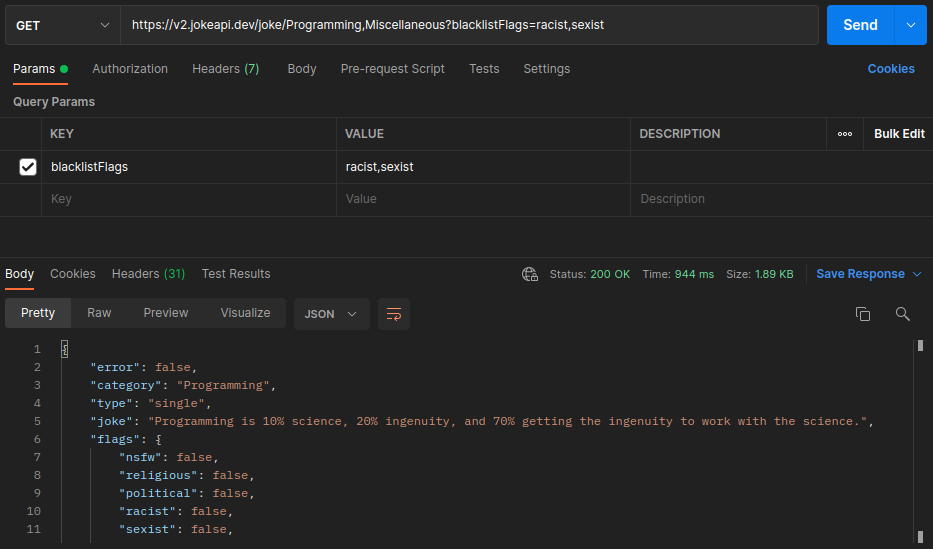 GET https://v2.jokeapi.dev/joke/Programming,Miscellaneous?blacklistFlags=racist,sexist Send
Params Authorization Headers (7) Body Pre-request Script Tests Settings Cookies
Query Params
KEY VALUE DESCRIPTION ooo Bulk Edit
blacklistFlags racist,sexist
Key Value Description
Body Cookies Headers (31) Test Results Status: 200 OK Time: 944 ms Size: 1.89 KB Save Response
Pretty Raw Preview Visualize JSON
1 {
2 "error": false,
3 "category": "Programming",
4 "type": "single",
5 "joke": "Programming is 10% science, 20% ingenuity, and 70% getting the ingenuity to work with the science.",
6 "flags": {
7 "nsfw": false,
8 "religious": false,
9 "political": false,
10 "racist": false,
11 "sexist": false,